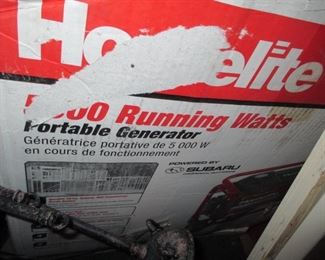 Ho elite
000 Running Watts
Portable Generator
Génératrice portative de 5 000 W
en cours de fonctionnement
POWERED BY
SUBARU